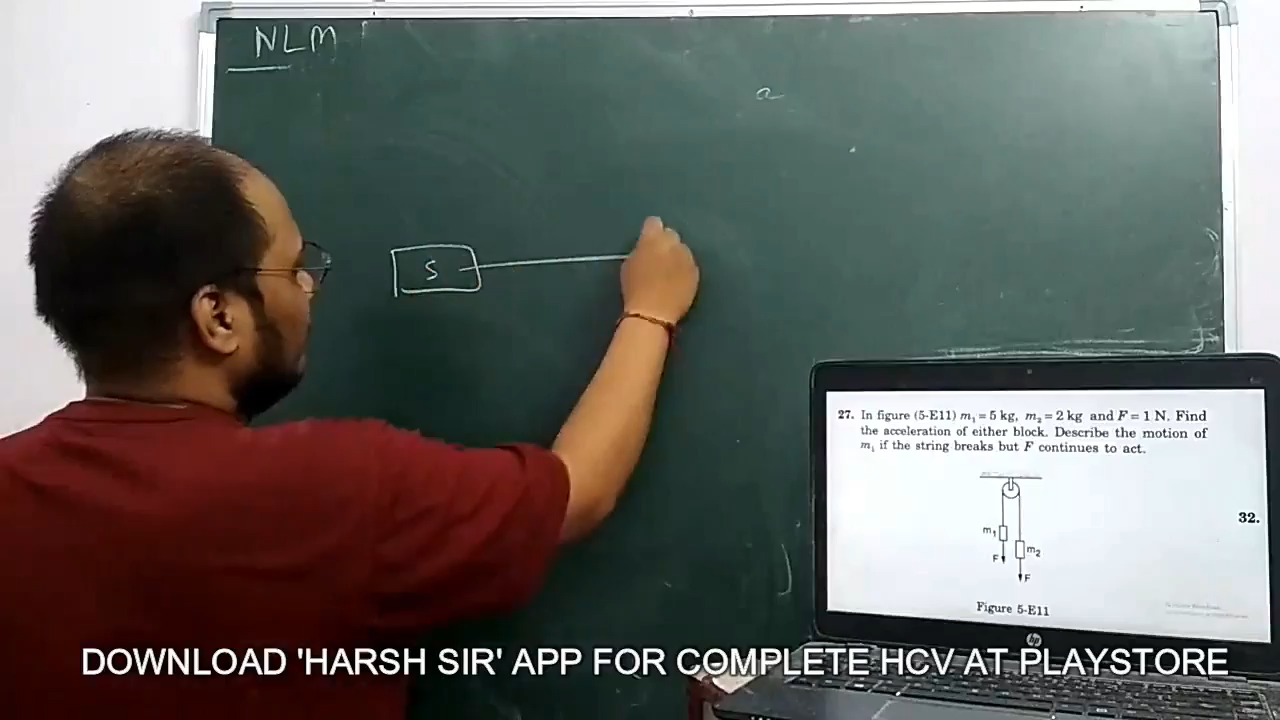 NLM
a
5
27. In figure (5-E11) m₁ = 5 kg, m₂ = 2 kg and F = 1 N. Find
the acceleration of either block. Describe the motion of
m₁ if the string breaks but F continues to act.
32.
m₁
m₂
F
F
Figure 5-E11
hp
DOWNLOAD 'HARSH SIR' APP FOR COMPLETE HCV AT PLAYSTORE